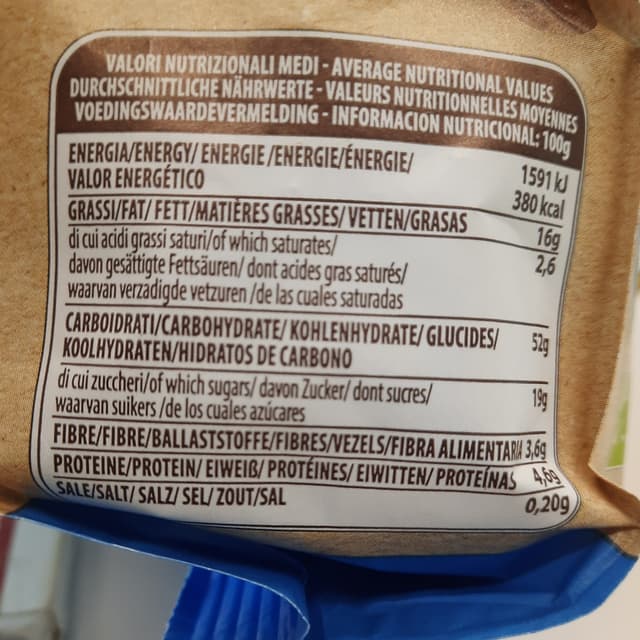 VALORI NUTRIZIONALI MEDI - AVERAGE NUTRITIONAL VALUES
DURCHSCHNITTLICHE NÄHRWERTE - VALEURS NUTRITIONNELLES MOYENNES
VOEDINGSWAARDEVERMELDING - INFORMACION NUTRICIONAL: 100g
ENERGIA/ENERGY/ ENERGIE /ENERGIE/ÉNERGIE/ 1591 kJ
VALOR ENERGÉTICO 380 kcal
GRASSI/FAT/ FETT/MATIÈRES GRASSES/ VETTEN/GRASAS 16g
di cui acidi grassi saturi/of which saturates/ 2,6
davon gesättigte Fettsäuren/ dont acides gras saturés/
waarvan verzadigde vetzuren /de las cuales saturadas
CARBOIDRATI/CARBOHYDRATE/ KOHLENHYDRATE/ GLUCIDES/ 52g
KOOLHYDRATEN/HIDRATOS DE CARBONO
di cui zuccheri/of which sugars/ davon Zucker/ dont sucres/ 19g
waarvan suikers /de los cuales azúcares
FIBRE/FIBRE/BALLASTSTOFFE/FIBRES/VEZELS/FIBRA ALIMENTARIA 3,6g
PROTEINE/PROTEIN/ EIWEIß/ PROTÉINES/ EIWITTEN/ PROTEÍNAS 4,6g
SALE/SALT/ SALZ/ SEL/ ZOUT/SAL 0,20g